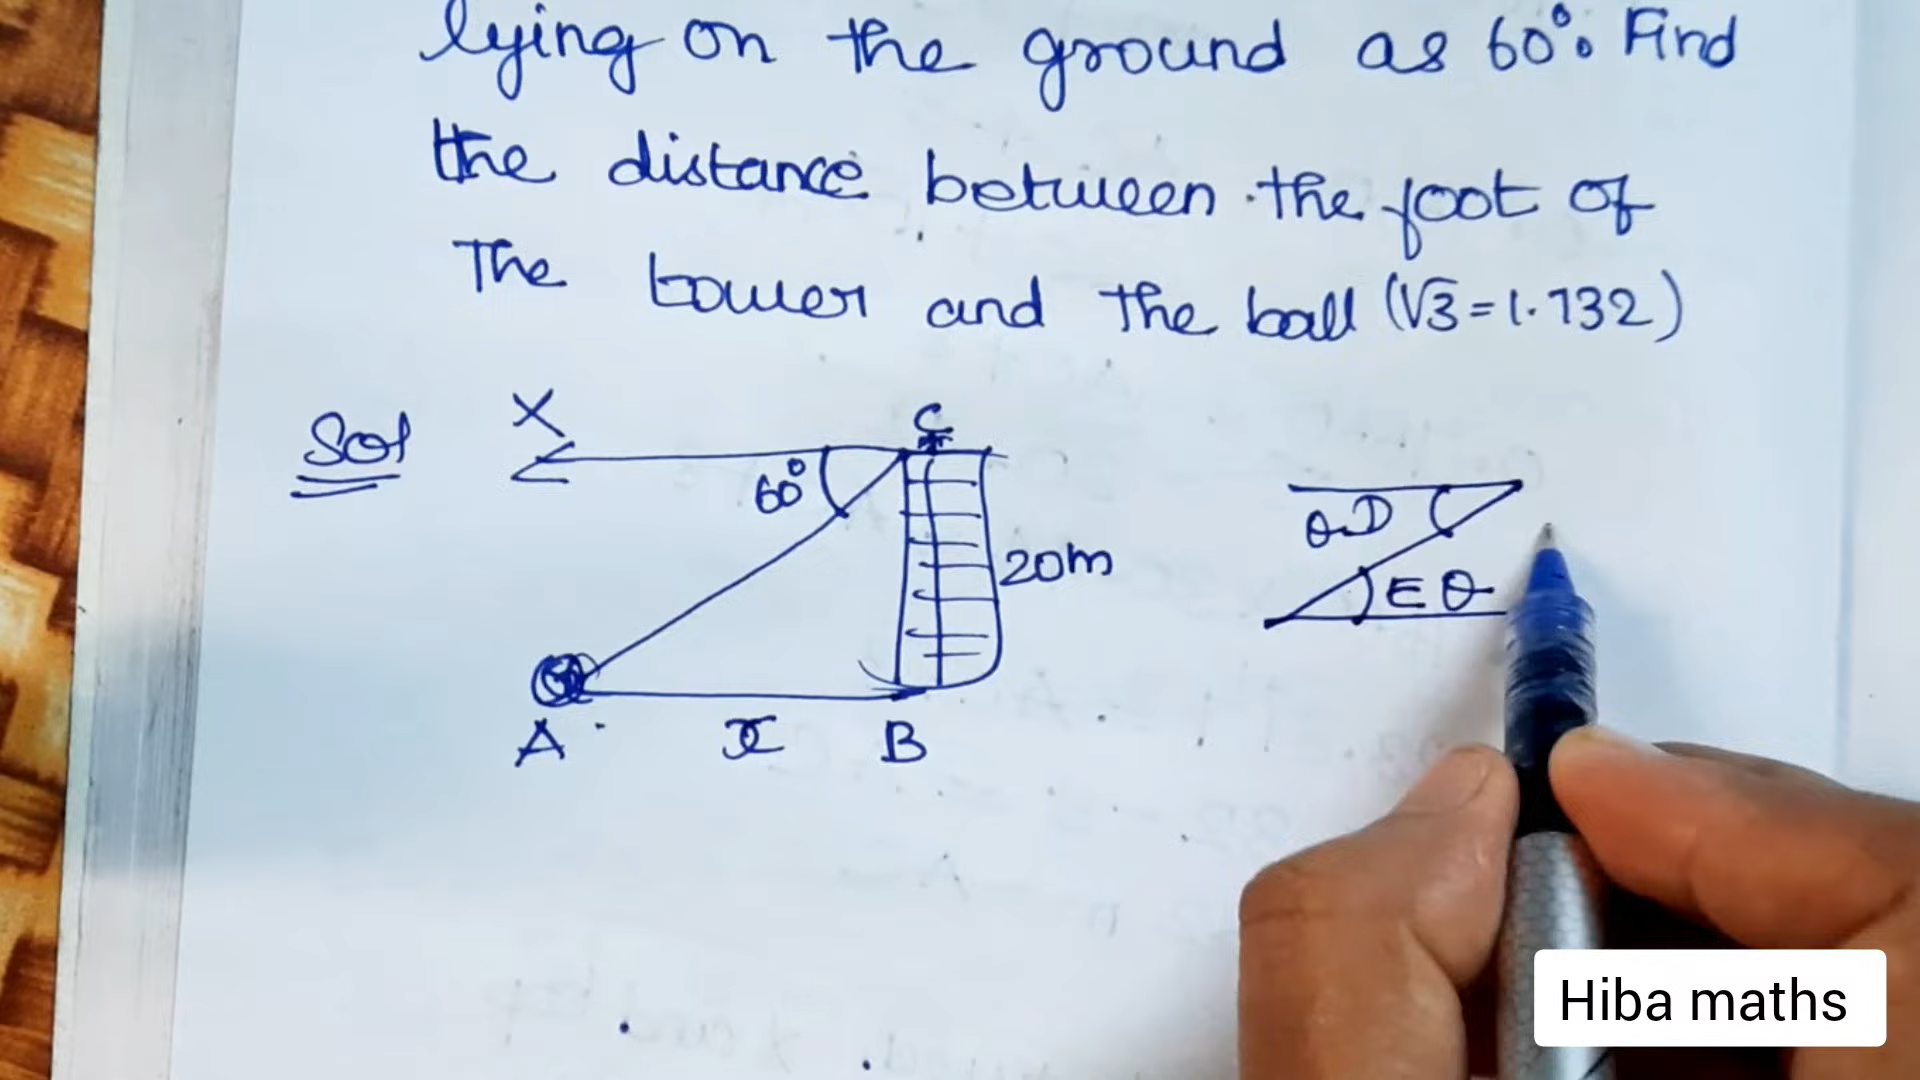 lying on the ground as 60°. Find
the distance between the foot of
The tower and the ball (√3=1.732)
Sol
X
C
60°
20m
A
x
B
θ D
E θ
Hiba maths